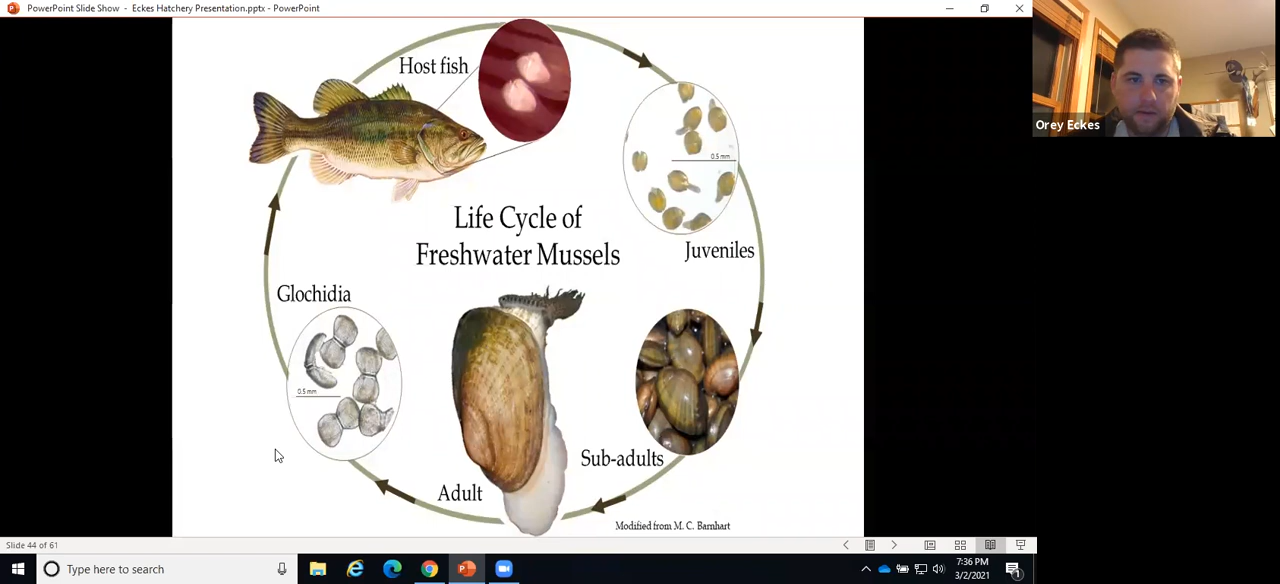 PowerPoint Slide Show - Eckes Hatchery Presentation.pptx - PowerPoint
Host fish
Orey Eckes
0.5 mm
Life Cycle of
Freshwater Mussels
Juveniles
Glochidia
0.5 mm
Sub-adults
Adult
Modified from M. C. Barnhart
Slide 44 of 61
Type here to search
7:36 PM
3/2/2021
1